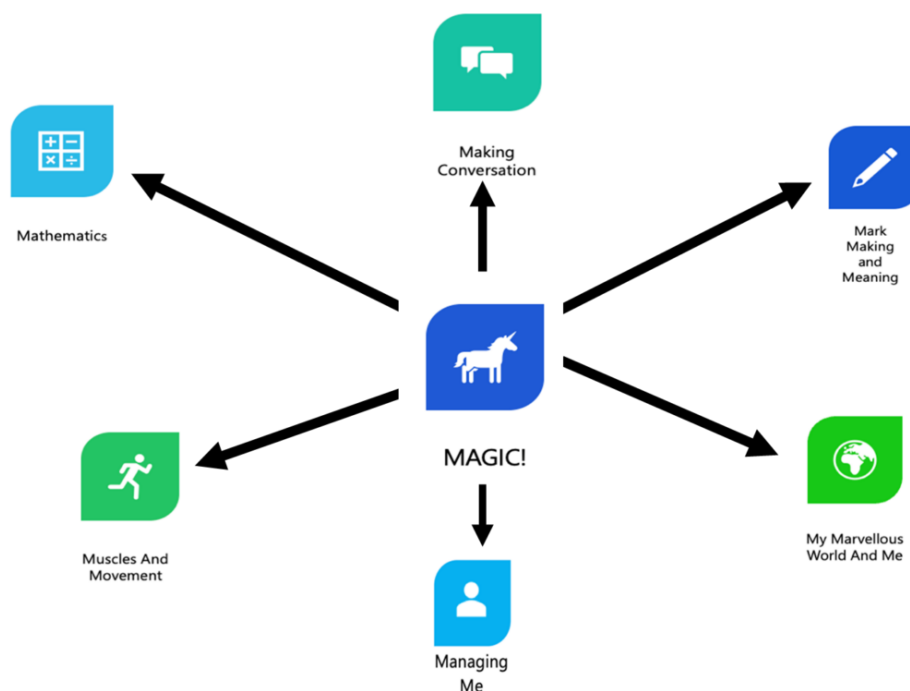 Making
Conversation
Mathematics
Mark
Making
and
Meaning
MAGIC!
Muscles And
Movement
My Marvellous
World And Me
Managing
Me